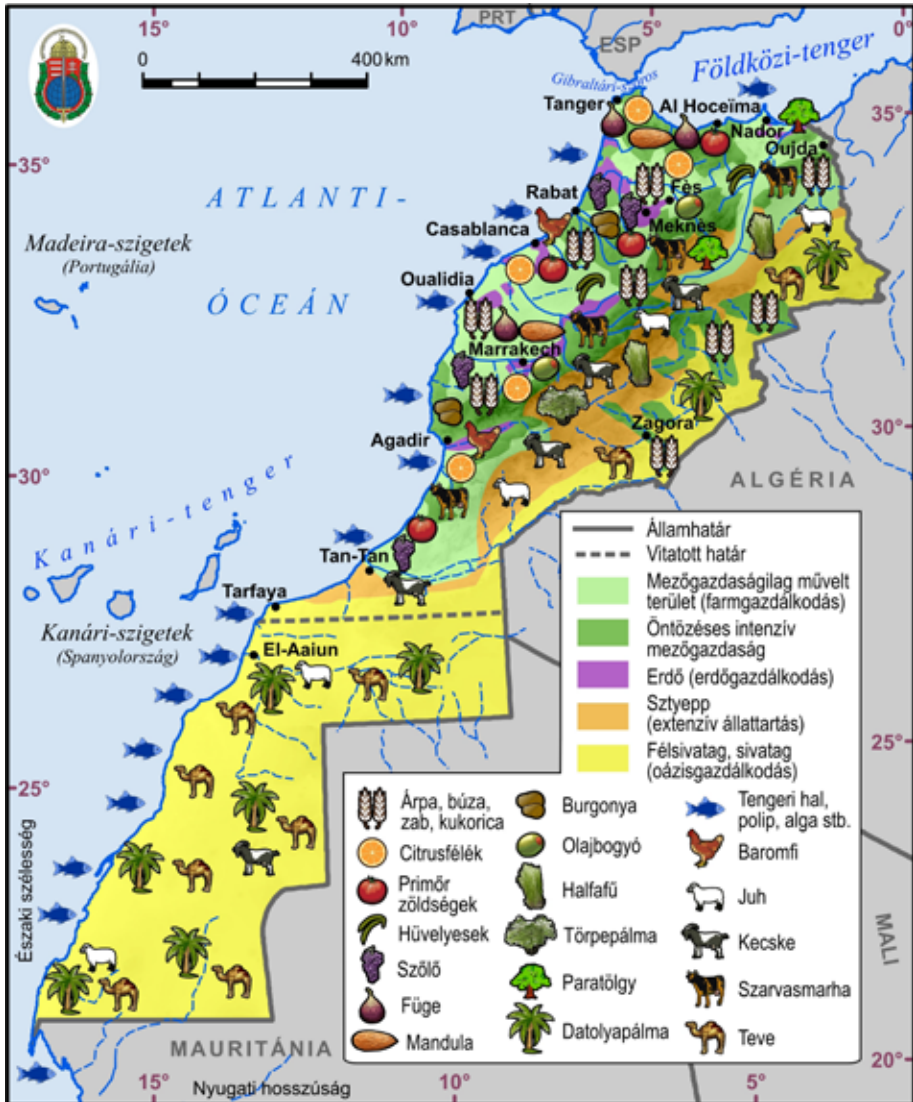 15°
10°
5°
0°
PRT
ESP
0
400 km
Gibraltári-szoros
Földközi-tenger
Tanger
Al Hoceïma
Nador
Oujda
35°
35°
ATLANTI-
ÓCEÁN
Rabat
Fès
Meknès
Casablanca
Madeira-szigetek
(Portugália)
Oualidia
Marrakech
30°
30°
Agadir
Zagora
ALGÉRIA
Kanári-tenger
Tan-Tan
Tarfaya
Kanári-szigetek
(Spanyolország)
El-Aaiun
Államhatár
Vitatott határ
Mezőgazdaságilag művelt
terület (farmgazdálkodás)
Öntözéses intenzív
mezőgazdaság
Erdő (erdőgazdálkodás)
Sztyepp
(extenzív állattartás)
Félsivatag, sivatag
(oázisgazdálkodás)
25°
25°
Árpa, búza,
zab, kukorica
Citrusfélék
Primőr
zöldségek
Hüvelyesek
Szőlő
Füge
Mandula
Burgonya
Olajbogyó
Halfafű
Törpepálma
Paratölgy
Datolyapálma
Tengeri hal,
polip, alga stb.
Baromfi
Juh
Kecske
Szarvasmarha
Teve
Északi szélesség
MALI
MAURITÁNIA
20°
15°
Nyugati hosszúság
10°
5°